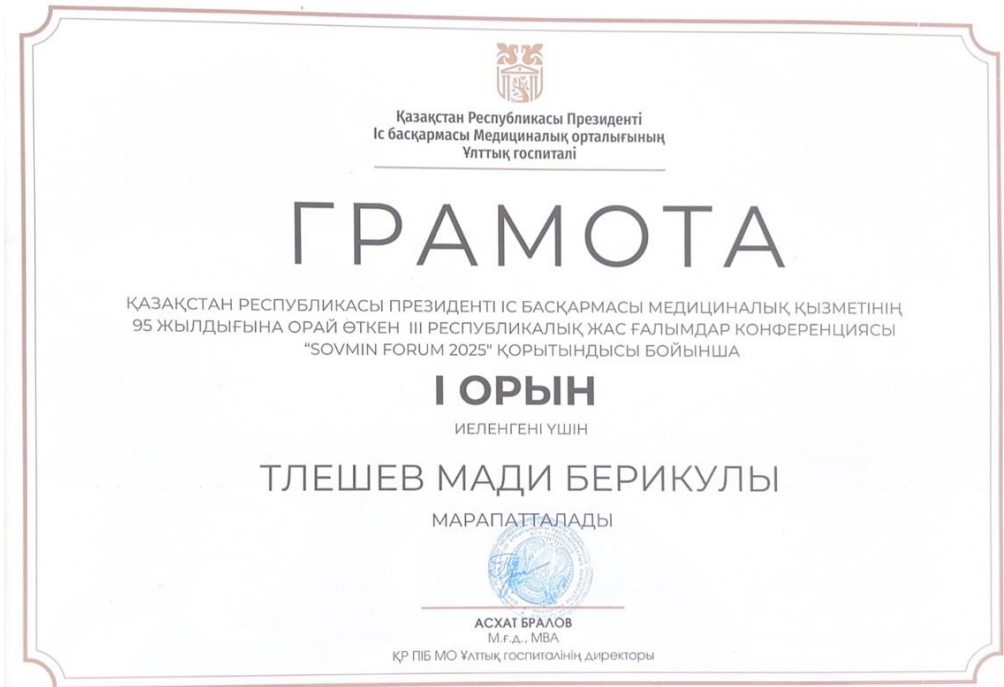 Қазақстан Республикасы Президенті
Іс басқармасы Медициналық орталығының
Ұлттық госпиталі
ГРАМОТА
ҚАЗАҚСТАН РЕСПУБЛИКАСЫ ПРЕЗИДЕНТІ ІС БАСҚАРМАСЫ МЕДИЦИНАЛЫҚ ҚЫЗМЕТІНІҢ
95 ЖЫЛДЫҒЫНА ОРАЙ ӨТКЕН III РЕСПУБЛИКАЛЫҚ ЖАС ҒАЛЫМДАР КОНФЕРЕНЦИЯСЫ
“SOVMIN FORUM 2025" ҚОРЫТЫНДЫСЫ БОЙЫНША
I ОРЫН
ИЕЛЕНГЕНІ ҮШІН
ТЛЕШЕВ МАДИ БЕРИКУЛЫ
МАРАПАТТАЛАДЫ
АСХАТ БРАЛОВ
М.ғ.д., МВА
ҚР ПІБ МО Ұлттық госпиталінің директоры